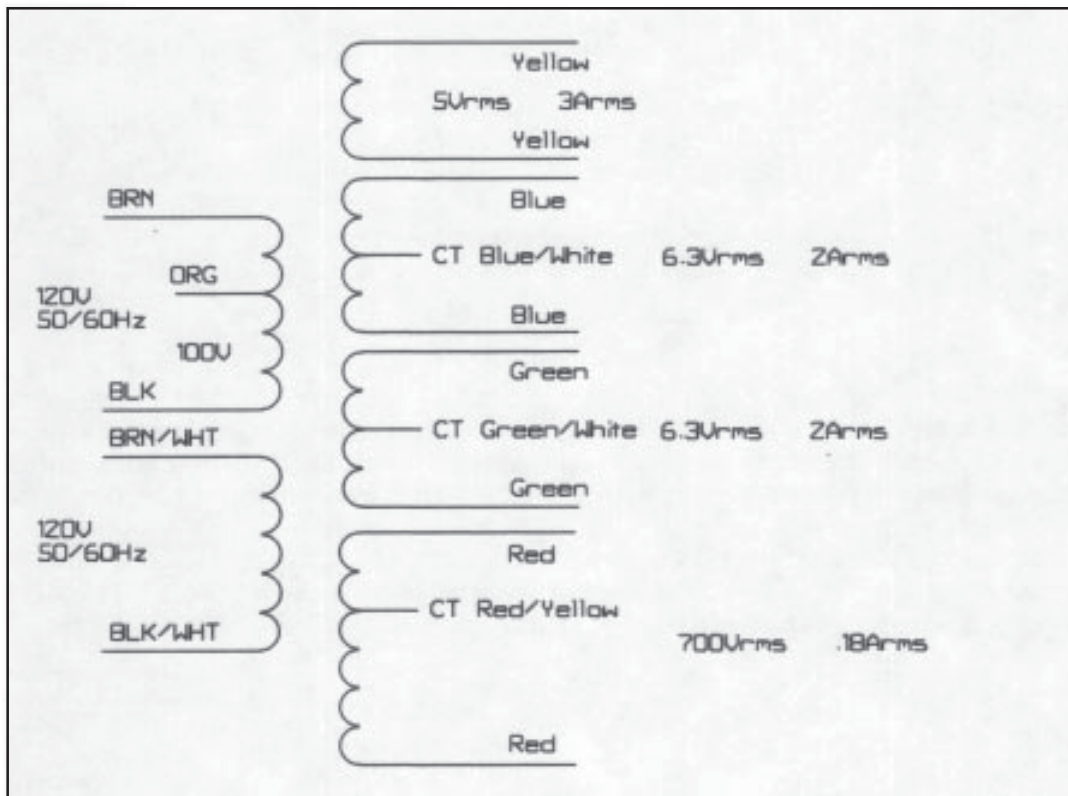 BRN
ORG
120V
50/60Hz
100V
BLK
BRN/WHT
120V
50/60Hz
BLK/WHT
Yellow
5Vrms 3Arms
Yellow
Blue
CT Blue/White 6.3Vrms 2Arms
Blue
Green
CT Green/White 6.3Vrms 2Arms
Green
Red
CT Red/Yellow
700Vrms .18Arms
Red